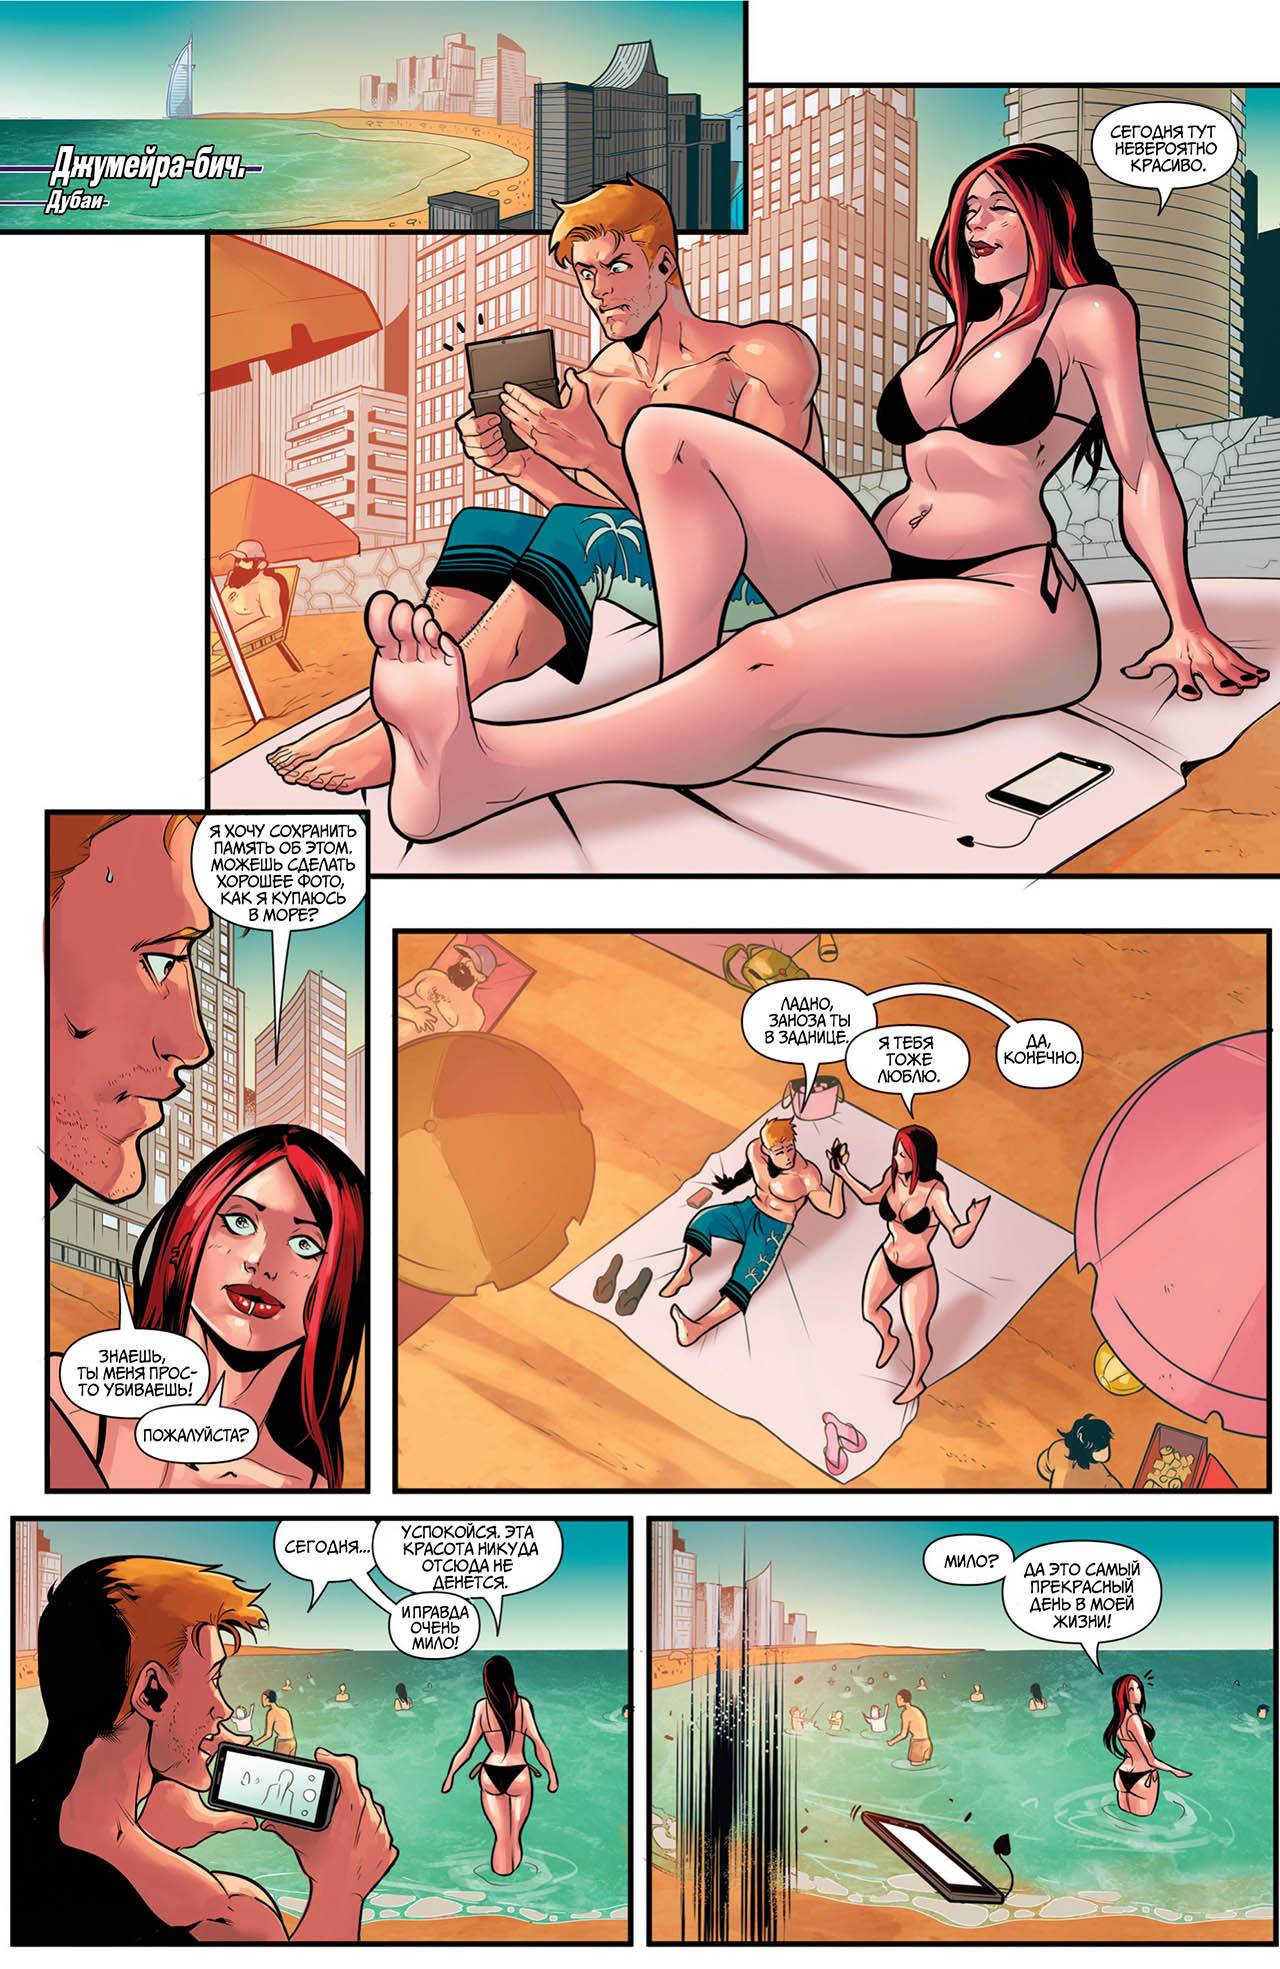 Джумейра-бич.
Дубаи
СЕГОДНЯ ТУТ
НЕВЕРОЯТНО
КРАСИВО.
Я ХОЧУ СОХРАНИТЬ
ПАМЯТЬ ОБ ЭТОМ.
МОЖЕШЬ СДЕЛАТЬ
ХОРОШЕЕ ФОТО,
КАК Я КУПАЮСЬ
В МОРЕ?
ЗНАЕШЬ,
ТЫ МЕНЯ ПРОС-
ТО УБИВАЕШЬ!
ПОЖАЛУЙСТА?
ЛАДНО,
ЗАНОЗА ТЫ
В ЗАДНИЦЕ.
Я ТЕБЯ
ТОЖЕ
ЛЮБЛЮ.
ДА,
КОНЕЧНО.
СЕГОДНЯ...
УСПОКОЙСЯ. ЭТА
КРАСОТА НИКУДА
ОТСЮДА НЕ
ДЕНЕТСЯ.
И ПРАВДА
ОЧЕНЬ
МИЛО!
МИЛО?
ДА ЭТО САМЫЙ
ПРЕКРАСНЫЙ
ДЕНЬ В МОЕЙ
ЖИЗНИ!